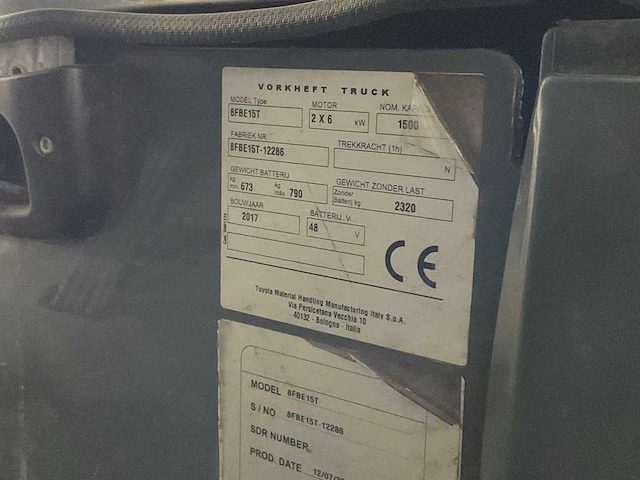 VORKHEFT TRUCK
MODEL Type MOTOR NOM. KAP
8FBE15T 2 X 6 kW 1500
FABRIEK NR. TREKKRACHT (1h)
8FBE15T-12286 N
GEWICHT BATTERIJ GEWICHT ZONDER LAST
kg min. 673 kg max 790 Zonder Batterij kg 2320
BOUWJAAR BATTERIJ. V
2017 48 V
CE
Toyota Material Handling Manufacturing Italy S.p.A.
Via Persicetana Vecchia 10
40132 - Bologna - Italia
MODEL 8FBE15T
S / NO 8FBE15T-12286
SDR NUMBER
PROD. DATE 12/07/20